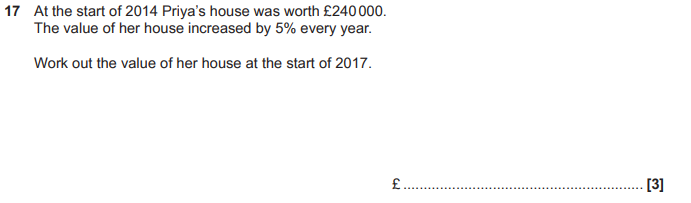 17 At the start of 2014 Priya’s house was worth £240 000.
The value of her house increased by 5% every year.
Work out the value of her house at the start of 2017.
£ ............................................................ [3]